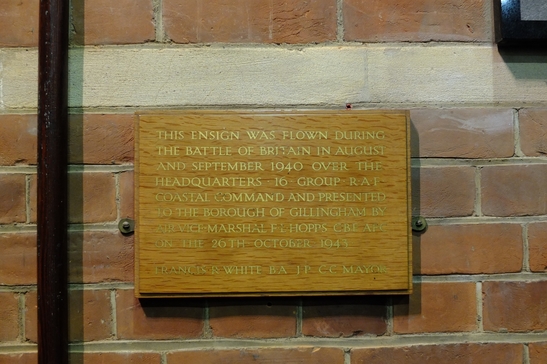 THIS ENSIGN WAS FLOWN DURING
THE BATTLE OF BRITAIN IN AUGUST
AND SEPTEMBER 1940 OVER THE
HEADQUARTERS 16 GROUP R.A.F.
COASTAL COMMAND AND PRESENTED
TO THE BOROUGH OF GILLINGHAM BY
AIR VICE-MARSHAL F. L. HOPPS C.B.E. A.F.C.
ON THE 26TH OCTOBER 1945.
FRANCIS R. WHITE B.A. J.P. C.C. MAYOR